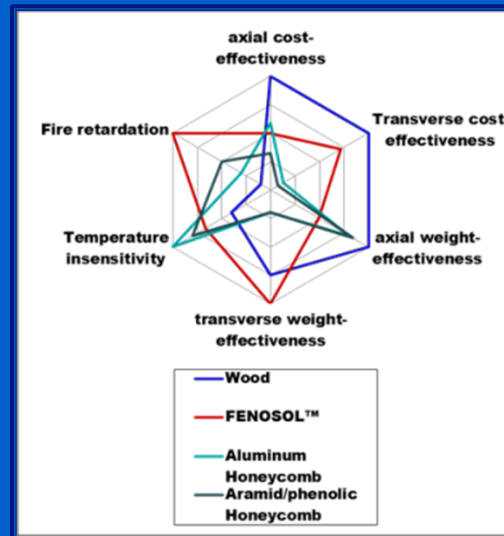 axial cost-
effectiveness
Fire retardation
Transverse cost
effectiveness
Temperature
insensitivity
axial weight-
effectiveness
transverse weight-
effectiveness
Wood
FENOSOL™
Aluminum
Honeycomb
Aramid/phenolic
Honeycomb